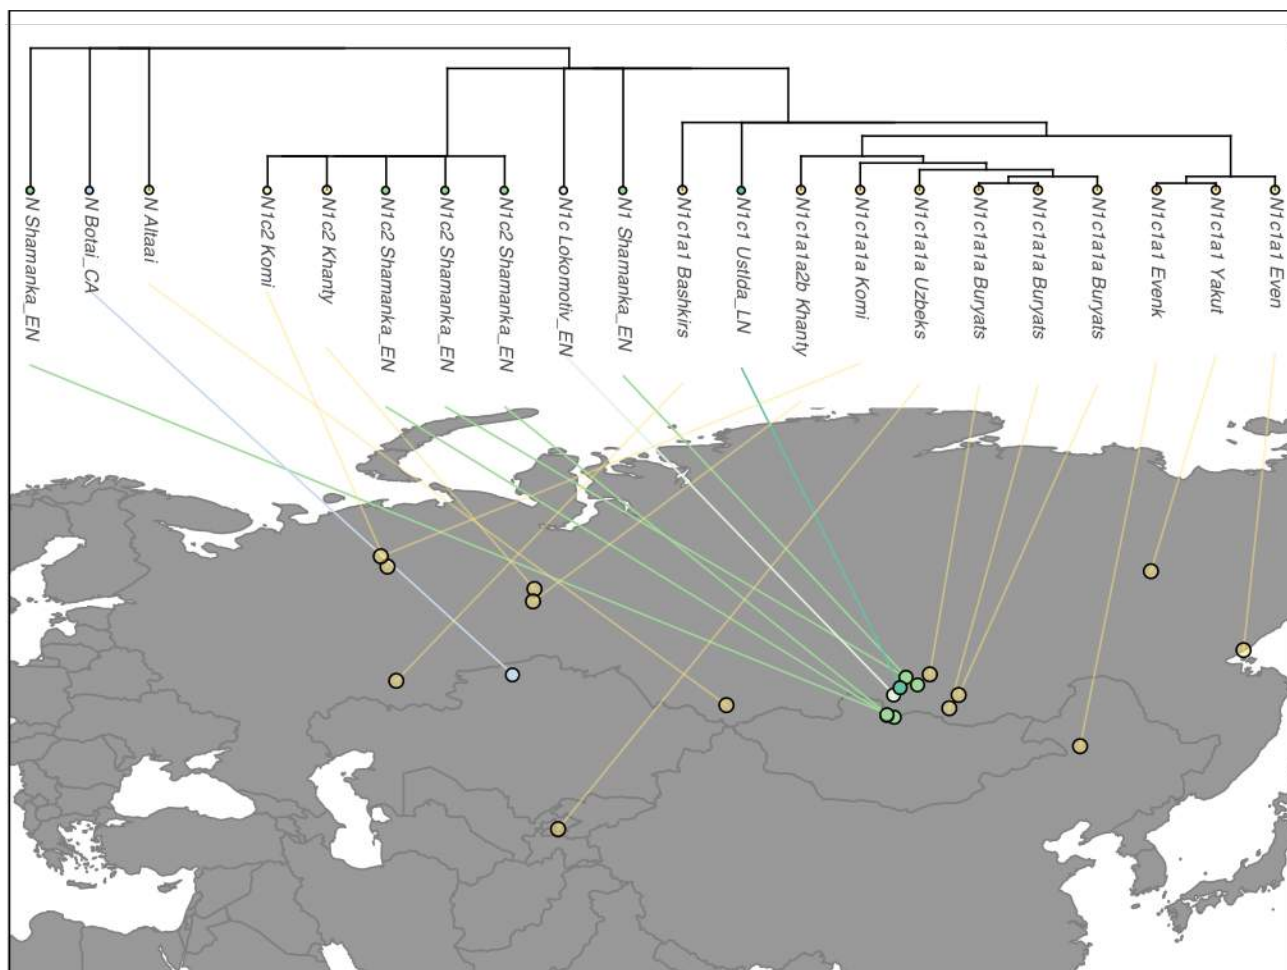 N Shamanka_EN
N Botai_CA
N Altaai
N1c2 Komi
N1c2 Khanty
N1c2 Shamanka_EN
N1c2 Shamanka_EN
N1c2 Shamanka_EN
N1c Lokomotiv_EN
N1 Shamanka_EN
N1c1a1 Bashkirs
N1c1 UstIda_LN
N1c1a1a2b Khanty
N1c1a1a Komi
N1c1a1a Uzbeks
N1c1a1a Buryats
N1c1a1a Buryats
N1c1a1a Buryats
N1c1a1 Evenk
N1c1a1 Yakut
N1c1a1 Even